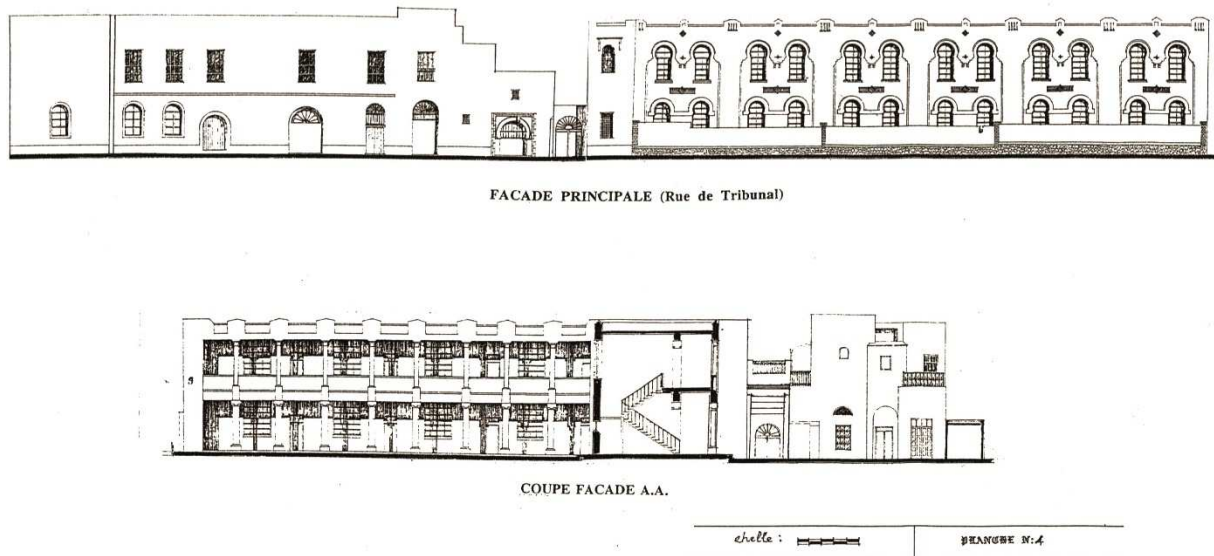 FACADE PRINCIPALE (Rue de Tribunal)
COUPE FACADE A.A.
echelle :
PLANCHE N:4